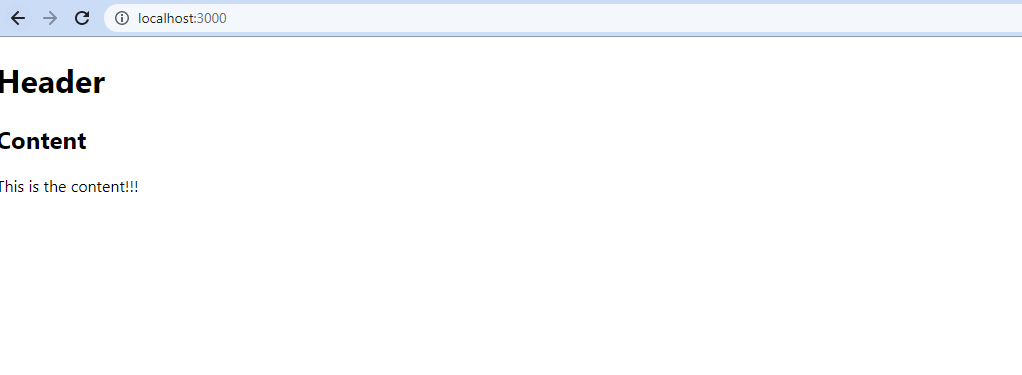 localhost:3000
Header
Content
This is the content!!!